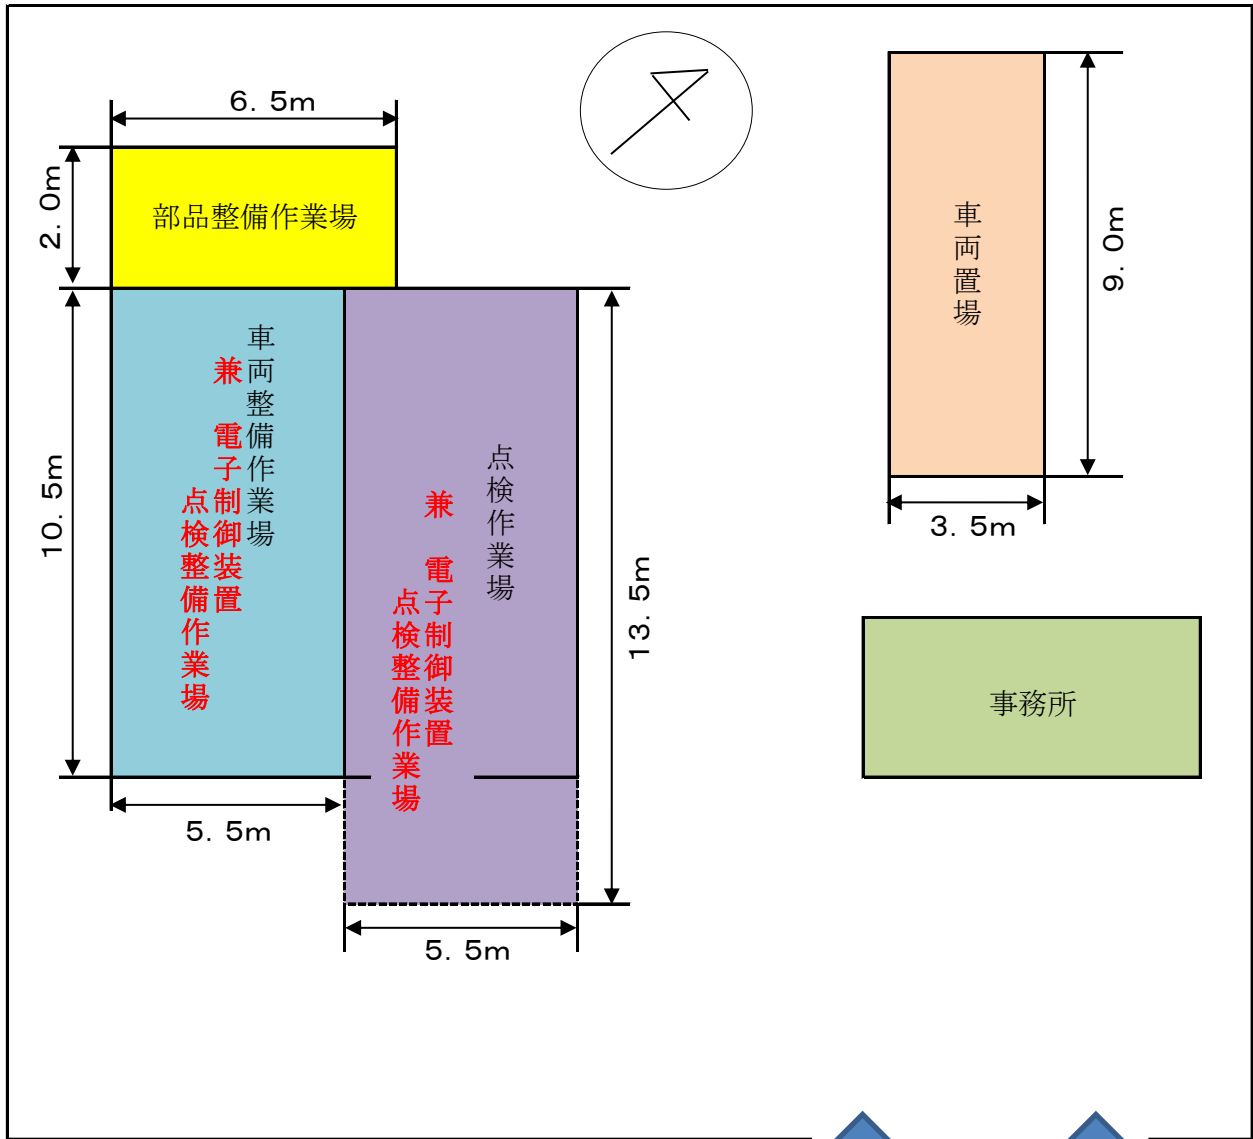 6. 5m
2. 0m
部品整備作業場
10. 5m
車両整備作業場
兼 電子制御装置
点検整備作業場
5. 5m
点検作業場
兼 電子制御装置
点検整備作業場
13. 5m
5. 5m
車両置場
9. 0m
3. 5m
事務所